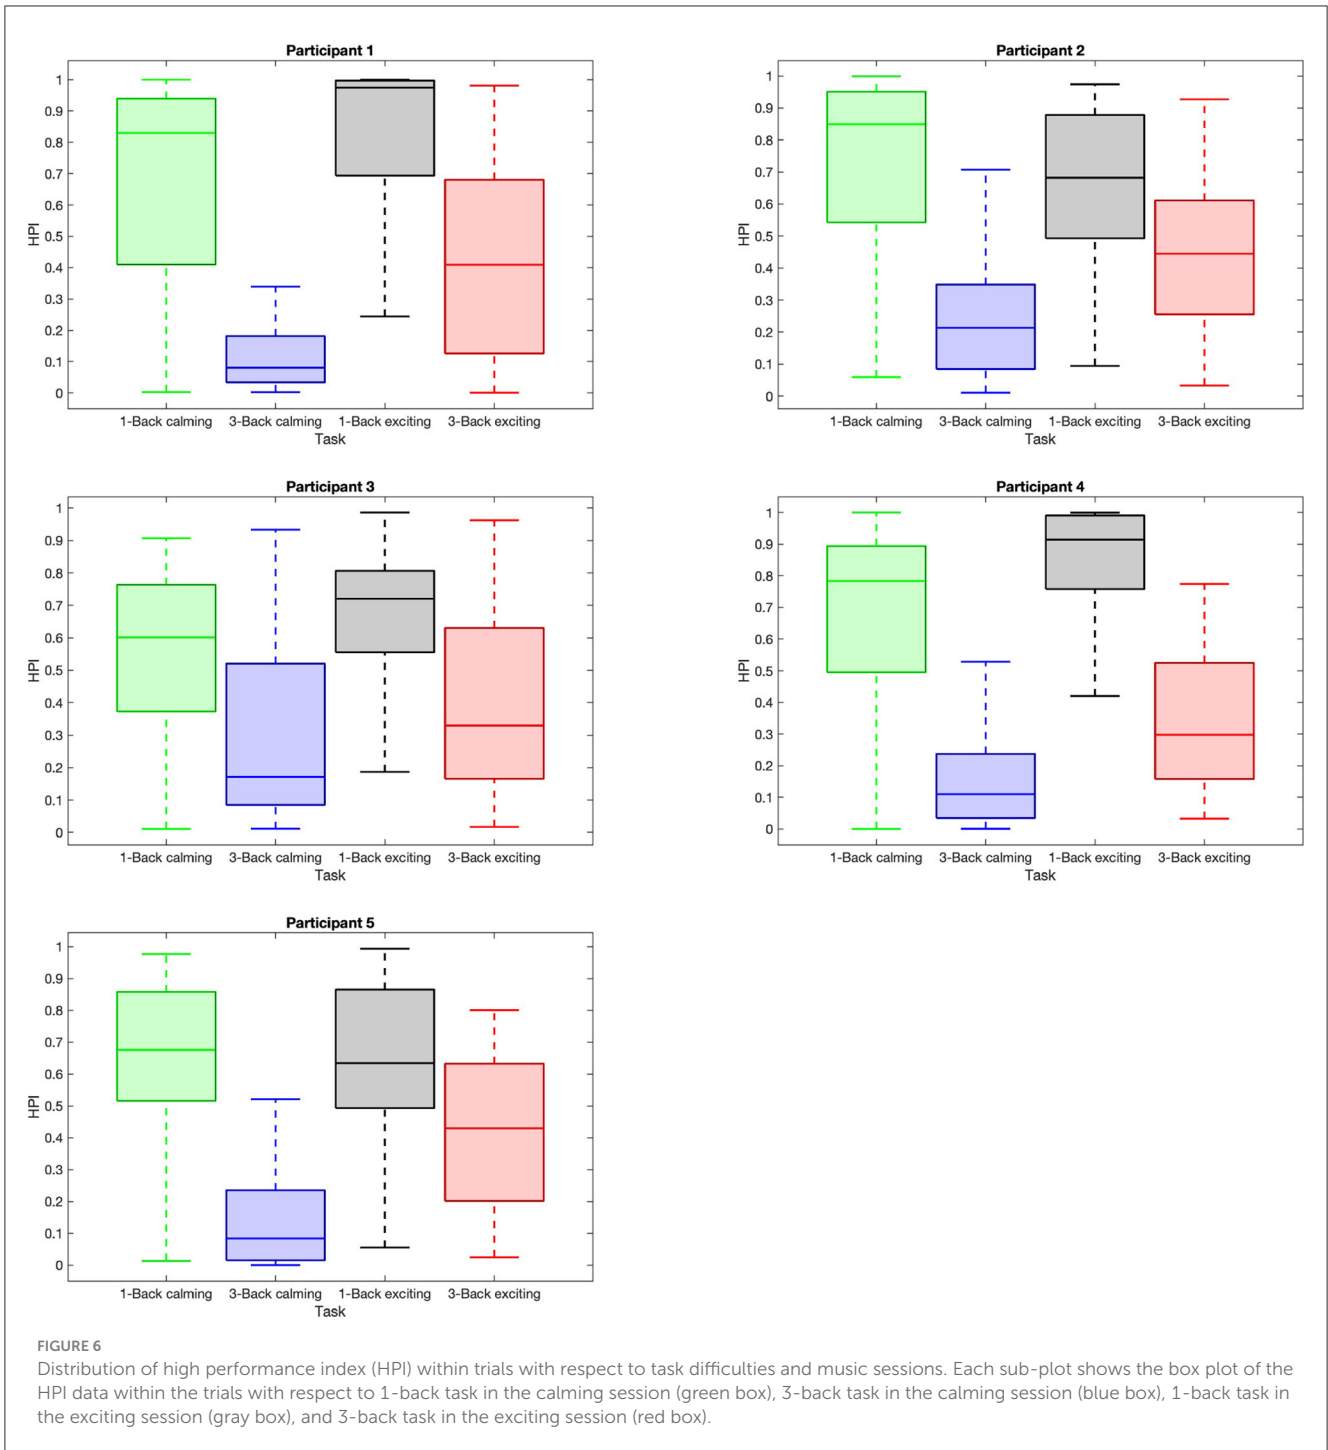 Participant 1
1
0.9
0.8
0.7
0.6
0.5
0.4
0.3
0.2
0.1
0
HPI
1-Back calming 3-Back calming 1-Back exciting 3-Back exciting
Task
Participant 2
1
0.9
0.8
0.7
0.6
0.5
0.4
0.3
0.2
0.1
0
HPI
1-Back calming 3-Back calming 1-Back exciting 3-Back exciting
Task
Participant 3
1
0.9
0.8
0.7
0.6
0.5
0.4
0.3
0.2
0.1
0
HPI
1-Back calming 3-Back calming 1-Back exciting 3-Back exciting
Task
Participant 4
1
0.9
0.8
0.7
0.6
0.5
0.4
0.3
0.2
0.1
0
HPI
1-Back calming 3-Back calming 1-Back exciting 3-Back exciting
Task
Participant 5
1
0.9
0.8
0.7
0.6
0.5
0.4
0.3
0.2
0.1
0
HPI
1-Back calming 3-Back calming 1-Back exciting 3-Back exciting
Task
FIGURE 6
Distribution of high performance index (HPI) within trials with respect to task difficulties and music sessions. Each sub-plot shows the box plot of the
HPI data within the trials with respect to 1-back task in the calming session (green box), 3-back task in the calming session (blue box), 1-back task in
the exciting session (gray box), and 3-back task in the exciting session (red box).